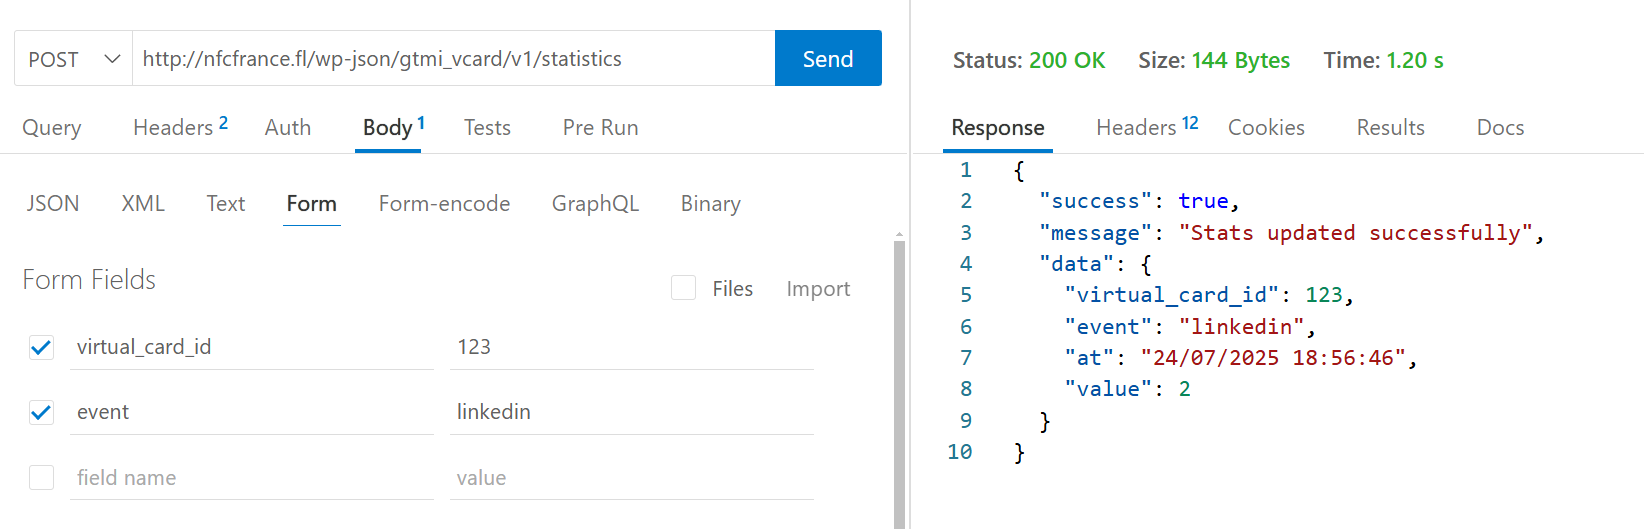 POST http://nfcfrance.fl/wp-json/gtmi_vcard/v1/statistics Send
Query Headers 2 Auth Body 1 Tests Pre Run
JSON XML Text Form Form-encode GraphQL Binary
Form Fields Files Import
virtual_card_id 123
event linkedin
field name value
Status: 200 OK Size: 144 Bytes Time: 1.20 s
Response Headers 12 Cookies Results Docs
1 {
2 "success": true,
3 "message": "Stats updated successfully",
4 "data": {
5 "virtual_card_id": 123,
6 "event": "linkedin",
7 "at": "24/07/2025 18:56:46",
8 "value": 2
9 }
10 }